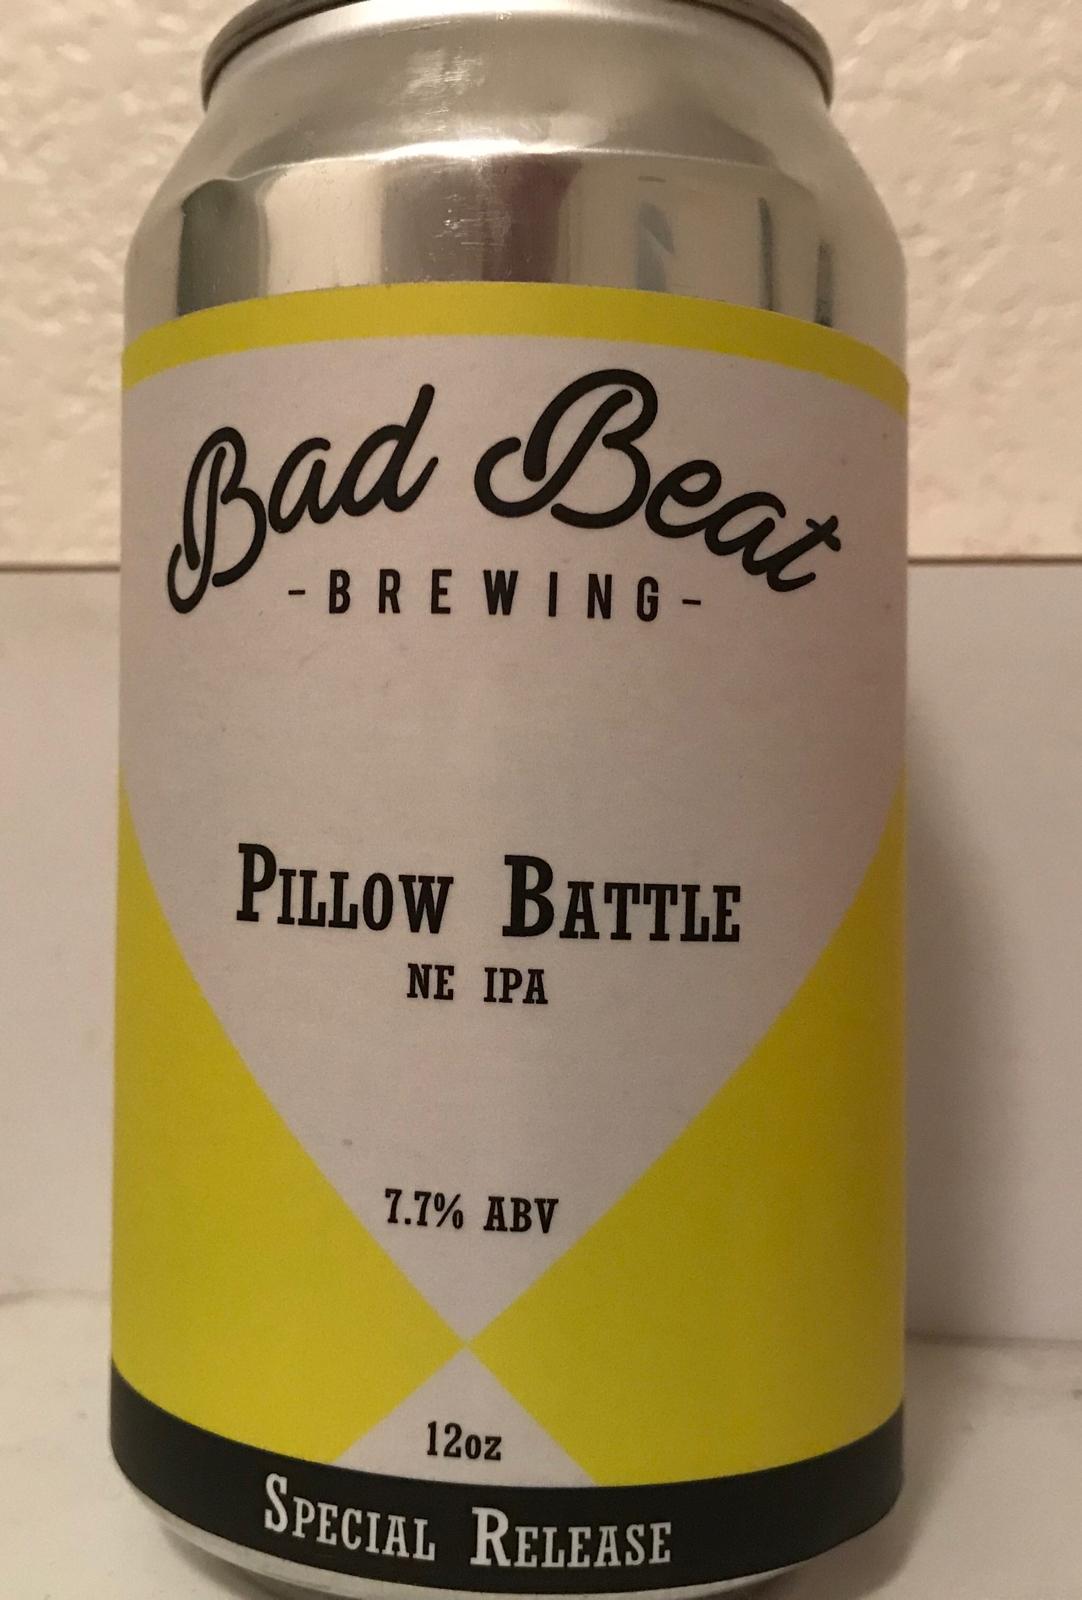 Bad Beat
-BREWING-
PILLOW BATTLE
NE IPA
7.7% ABV
12OZ
SPECIAL RELEASE